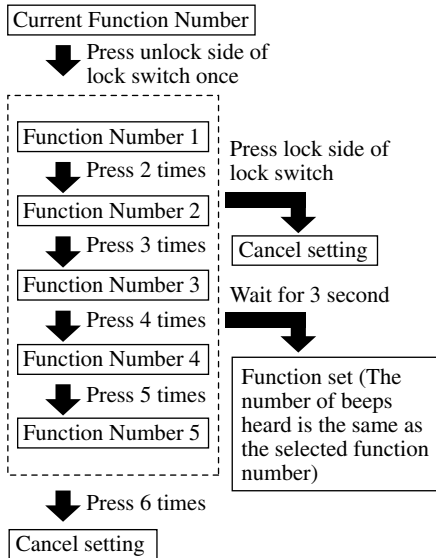 Current Function Number
Press unlock side of
lock switch once
Function Number 1
Press 2 times
Function Number 2
Press 3 times
Function Number 3
Press 4 times
Function Number 4
Press 5 times
Function Number 5
Press lock side of
lock switch
Cancel setting
Wait for 3 second
Function set (The
number of beeps
heard is the same as
the selected function
number)
Press 6 times
Cancel setting